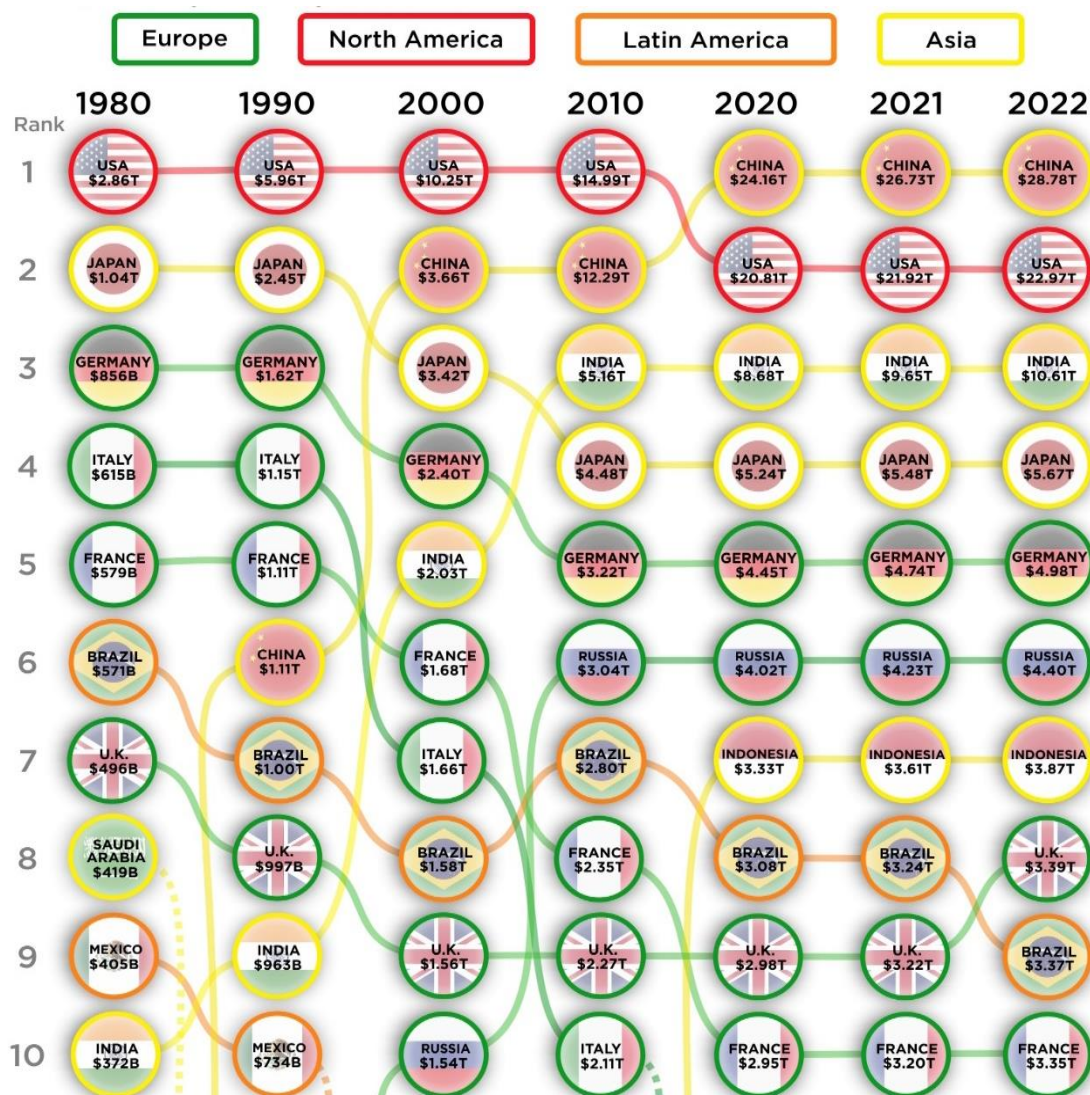 Europe
North America
Latin America
Asia
Rank
1980
1990
2000
2010
2020
2021
2022
1
USA
$2.86T
USA
$5.96T
USA
$10.25T
USA
$14.99T
CHINA
$24.16T
CHINA
$26.73T
CHINA
$28.78T
2
JAPAN
$1.04T
JAPAN
$2.45T
CHINA
$3.66T
CHINA
$12.29T
USA
$20.81T
USA
$21.92T
USA
$22.97T
3
GERMANY
$856B
GERMANY
$1.62T
JAPAN
$3.42T
INDIA
$5.16T
INDIA
$8.68T
INDIA
$9.65T
INDIA
$10.61T
4
ITALY
$615B
ITALY
$1.15T
GERMANY
$2.40T
JAPAN
$4.48T
JAPAN
$5.24T
JAPAN
$5.48T
JAPAN
$5.67T
5
FRANCE
$579B
FRANCE
$1.11T
INDIA
$2.03T
GERMANY
$3.22T
GERMANY
$4.45T
GERMANY
$4.74T
GERMANY
$4.98T
6
BRAZIL
$571B
CHINA
$1.11T
FRANCE
$1.68T
RUSSIA
$3.04T
RUSSIA
$4.02T
RUSSIA
$4.23T
RUSSIA
$4.40T
7
U.K.
$496B
BRAZIL
$1.00T
ITALY
$1.66T
BRAZIL
$2.80T
INDONESIA
$3.33T
INDONESIA
$3.61T
INDONESIA
$3.87T
8
SAUDI
ARABIA
$419B
U.K.
$997B
BRAZIL
$1.58T
FRANCE
$2.35T
BRAZIL
$3.08T
BRAZIL
$3.24T
U.K.
$3.39T
9
MEXICO
$405B
INDIA
$963B
U.K.
$1.56T
U.K.
$2.27T
U.K.
$2.98T
U.K.
$3.22T
BRAZIL
$3.37T
10
INDIA
$372B
MEXICO
$734B
RUSSIA
$1.54T
ITALY
$2.11T
FRANCE
$2.95T
FRANCE
$3.20T
FRANCE
$3.35T